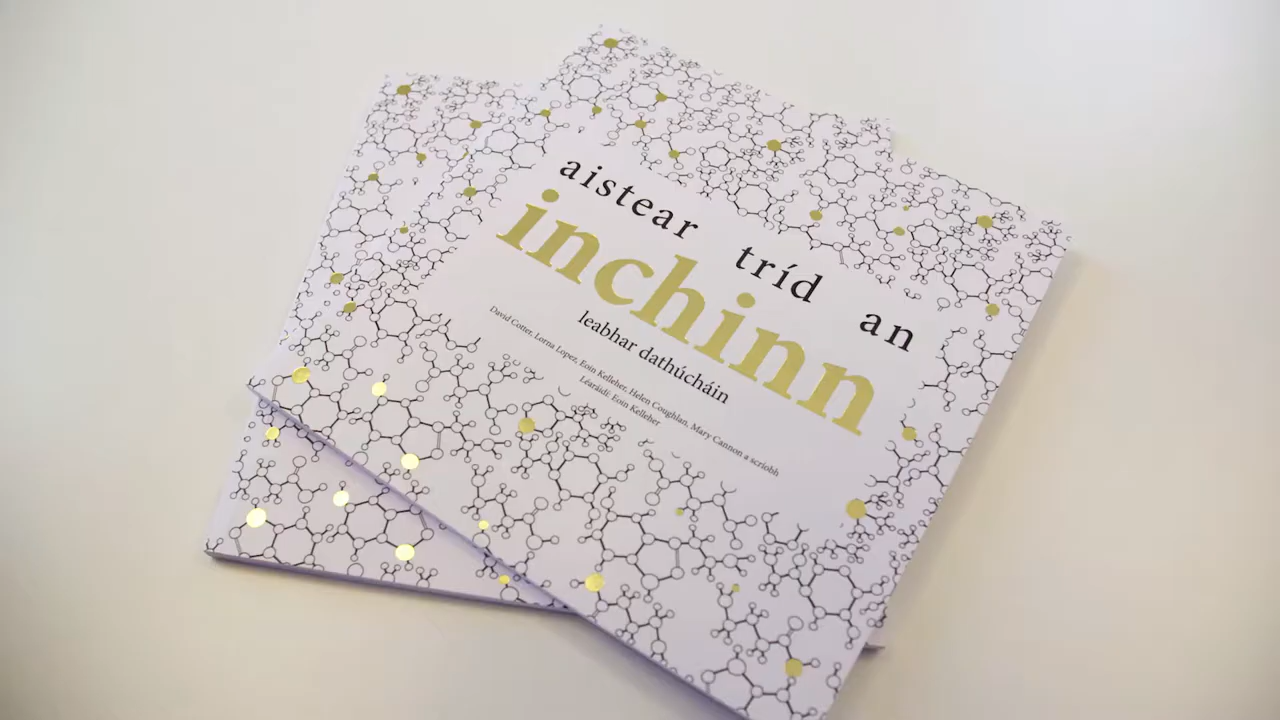 aistear tríd an
inchinn
leabhar dathúcháin
David Cotter, Lorna Lopez, Eoin Kelleher, Helen Coughlan, Mary Cannon a scríobh
Léaráidí: Eoin Kelleher